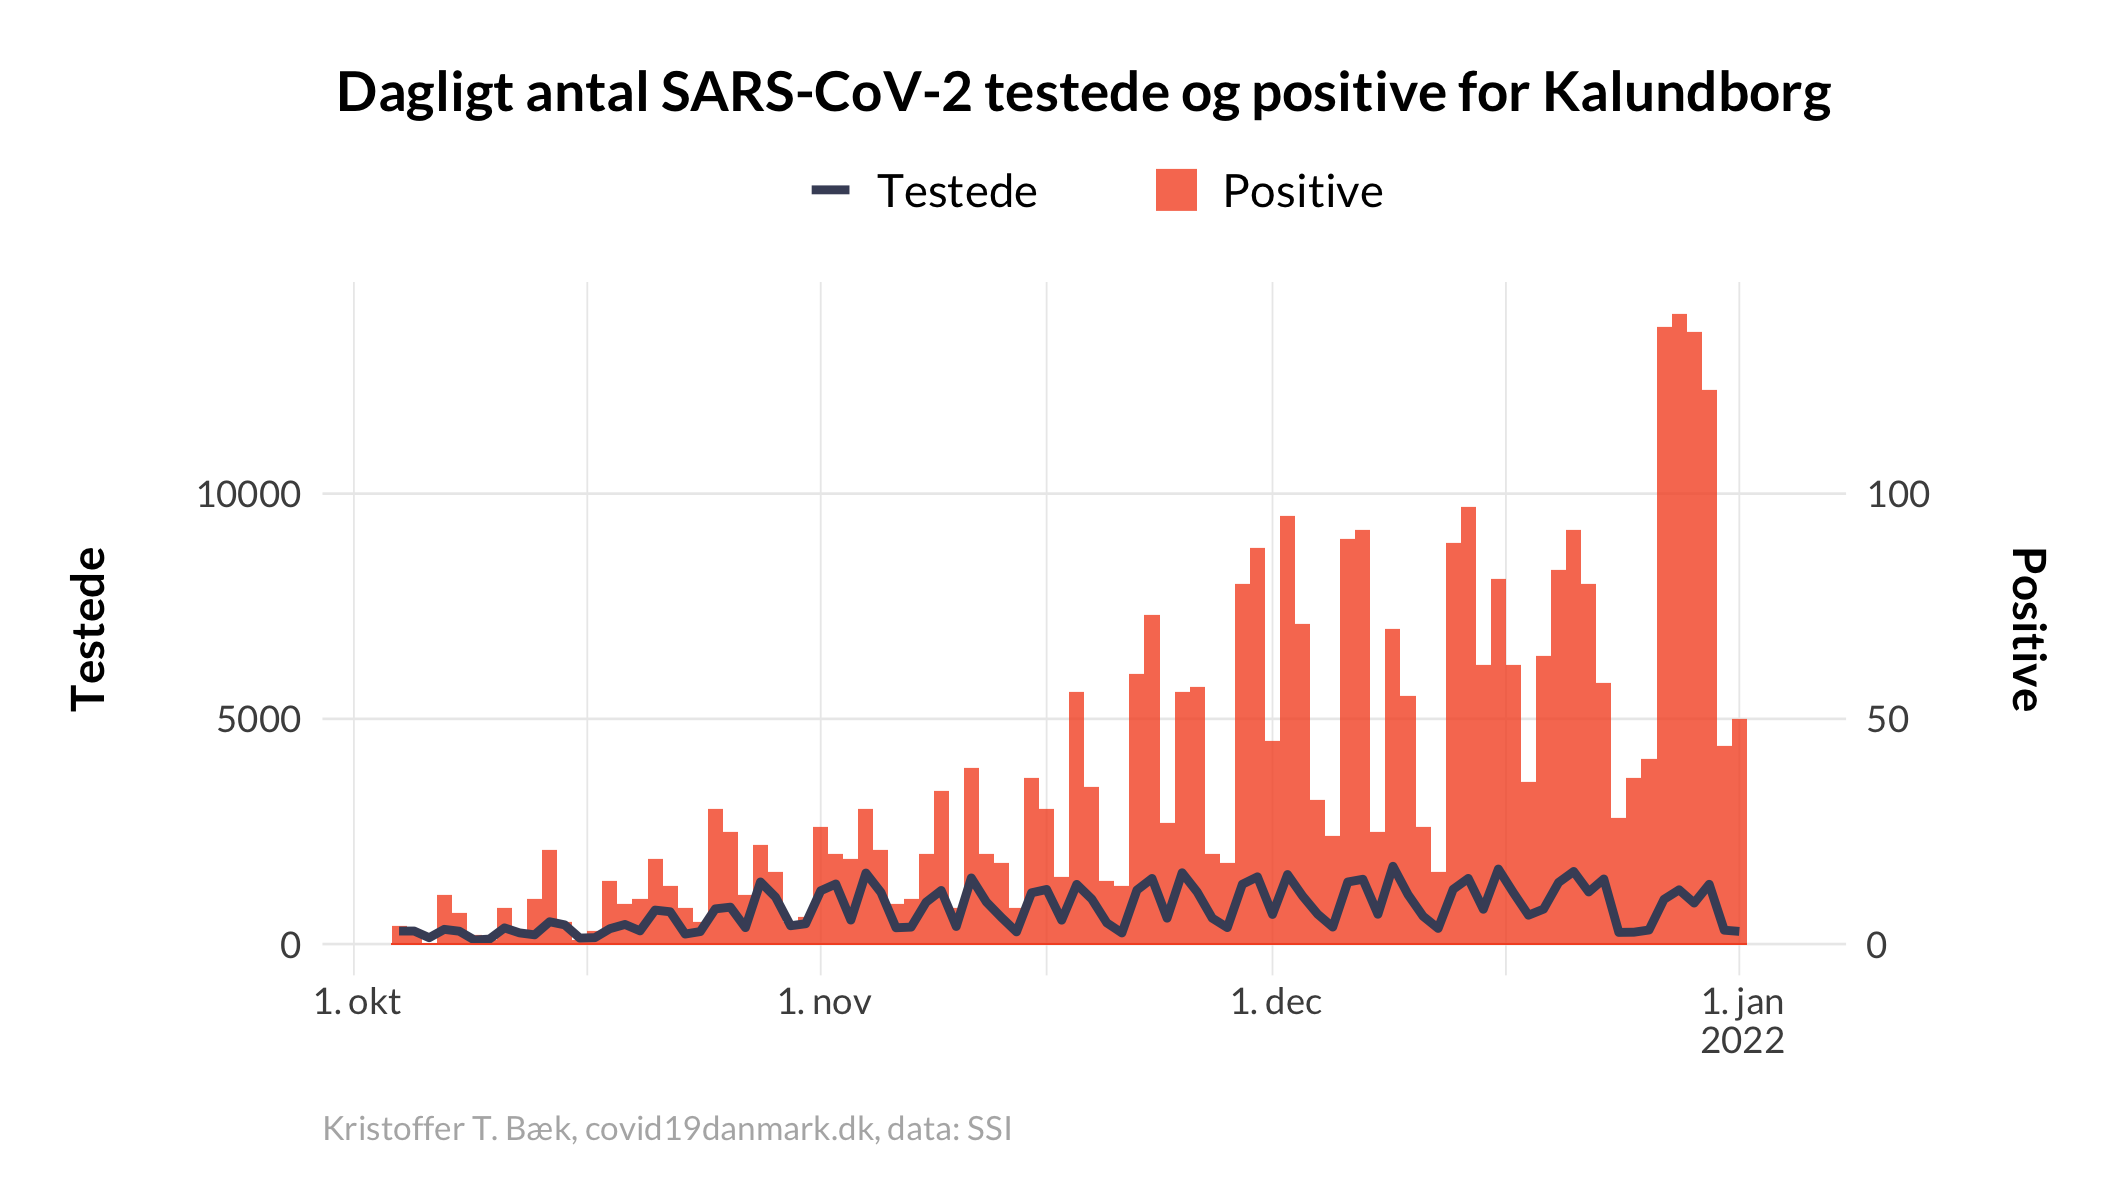 Dagligt antal SARS-CoV-2 testede og positive for Kalundborg
Testede
Positive
10000
5000
0
Testede
100
50
0
Positive
1. okt
1. nov
1. dec
1. jan
2022
Kristoffer T. Bæk, covid19danmark.dk, data: SSI